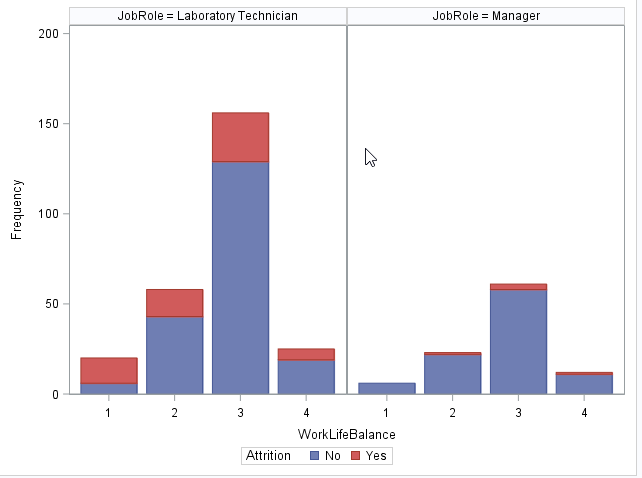 JobRole = Laboratory Technician JobRole = Manager
200
150
100
50
0
Frequency
1 2 3 4 1 2 3 4
WorkLifeBalance
Attrition No Yes